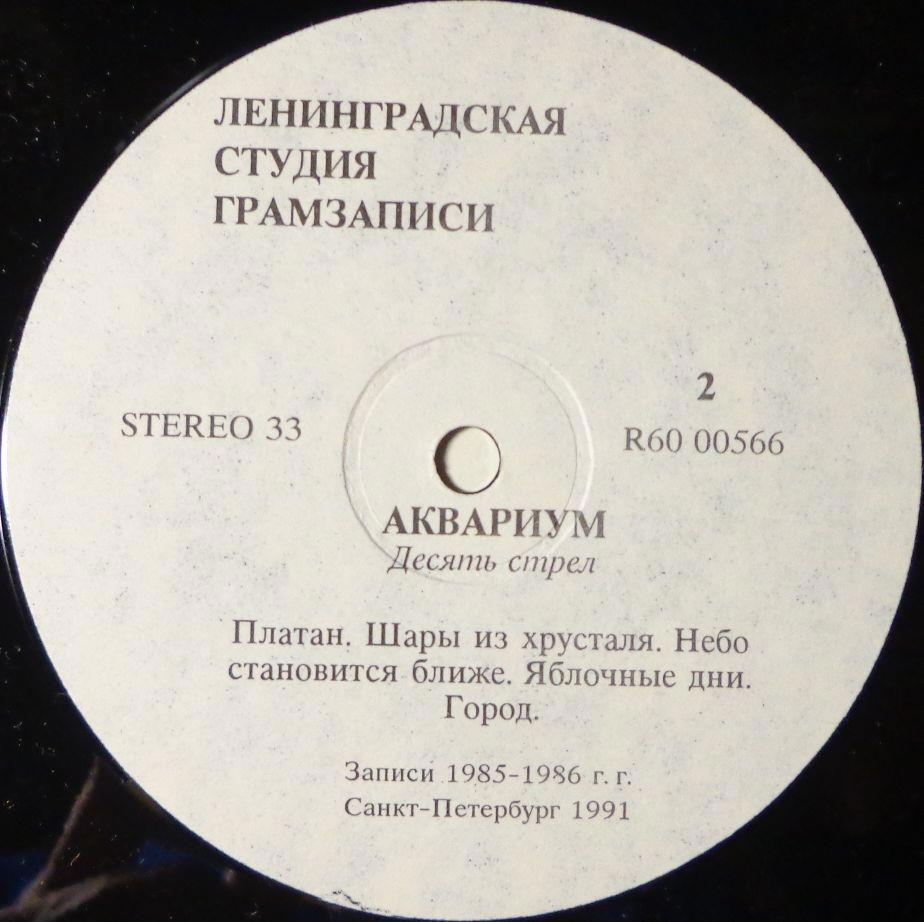 ЛЕНИНГРАДСКАЯ
СТУДИЯ
ГРАМЗАПИСИ
2
STEREO 33
R60 00566
АКВАРИУМ
Десять стрел
Платан. Шары из хрусталя. Небо
становится ближе. Яблочные дни.
Город.
Записи 1985-1986 г. г.
Санкт-Петербург 1991